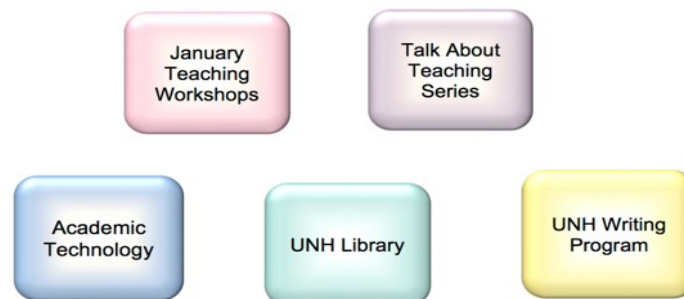 January
Teaching
Workshops
Talk About
Teaching
Series
Academic
Technology
UNH Library
UNH Writing
Program